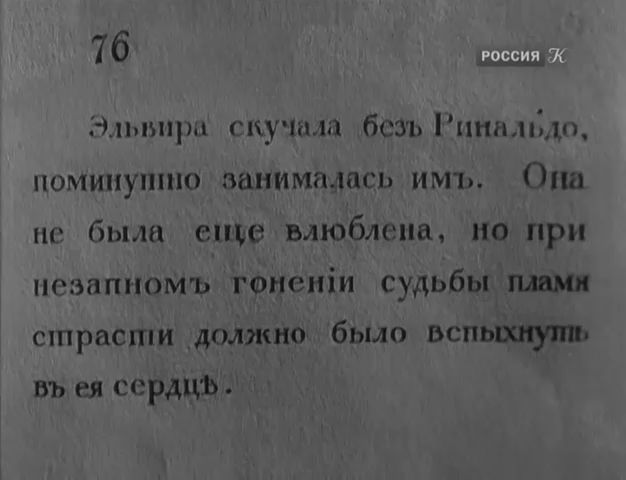 76
РОССИЯ К
Эльвира скучала безъ Ринальдо,
поминутно занималась имъ. Она
не была еще влюблена, но при
незапномъ гоненіи судьбы пламя
страсти должно было вспыхнуть
въ ея сердцѣ.